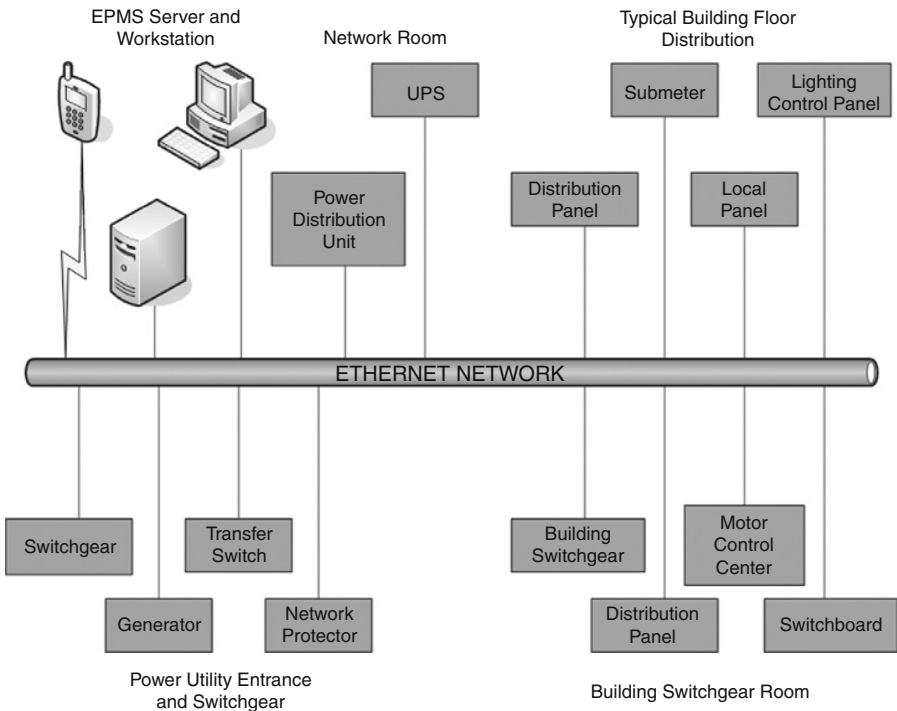 EPMS Server and
Workstation
Network Room
Typical Building Floor
Distribution
UPS
Submeter
Lighting
Control Panel
Power
Distribution
Unit
Distribution
Panel
Local
Panel
ETHERNET NETWORK
Switchgear
Transfer
Switch
Building
Switchgear
Motor
Control
Center
Generator
Network
Protector
Distribution
Panel
Switchboard
Power Utility Entrance
and Switchgear
Building Switchgear Room